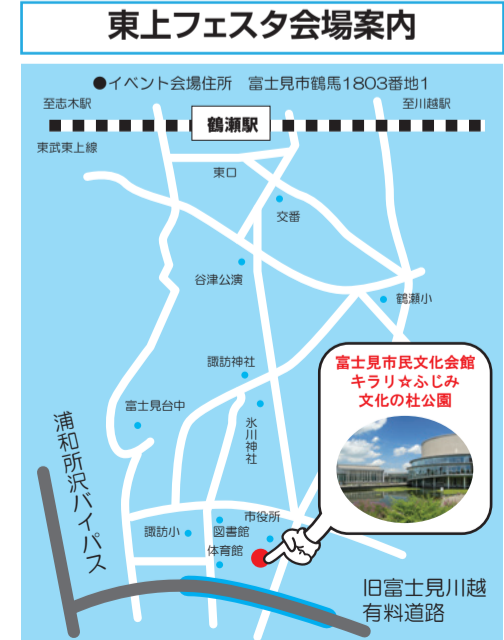 東上フェスタ会場案内
●イベント会場住所　富士見市鶴馬1803番地1
至志木駅
至川越駅
鶴瀬駅
東武東上線
東口
交番
谷津公演
鶴瀬小
諏訪神社
富士見市民文化会館
キラリ☆ふじみ
文化の杜公園
富士見台中
氷川神社
浦和所沢バイパス
市役所
諏訪小
図書館
体育館
旧富士見川越
有料道路